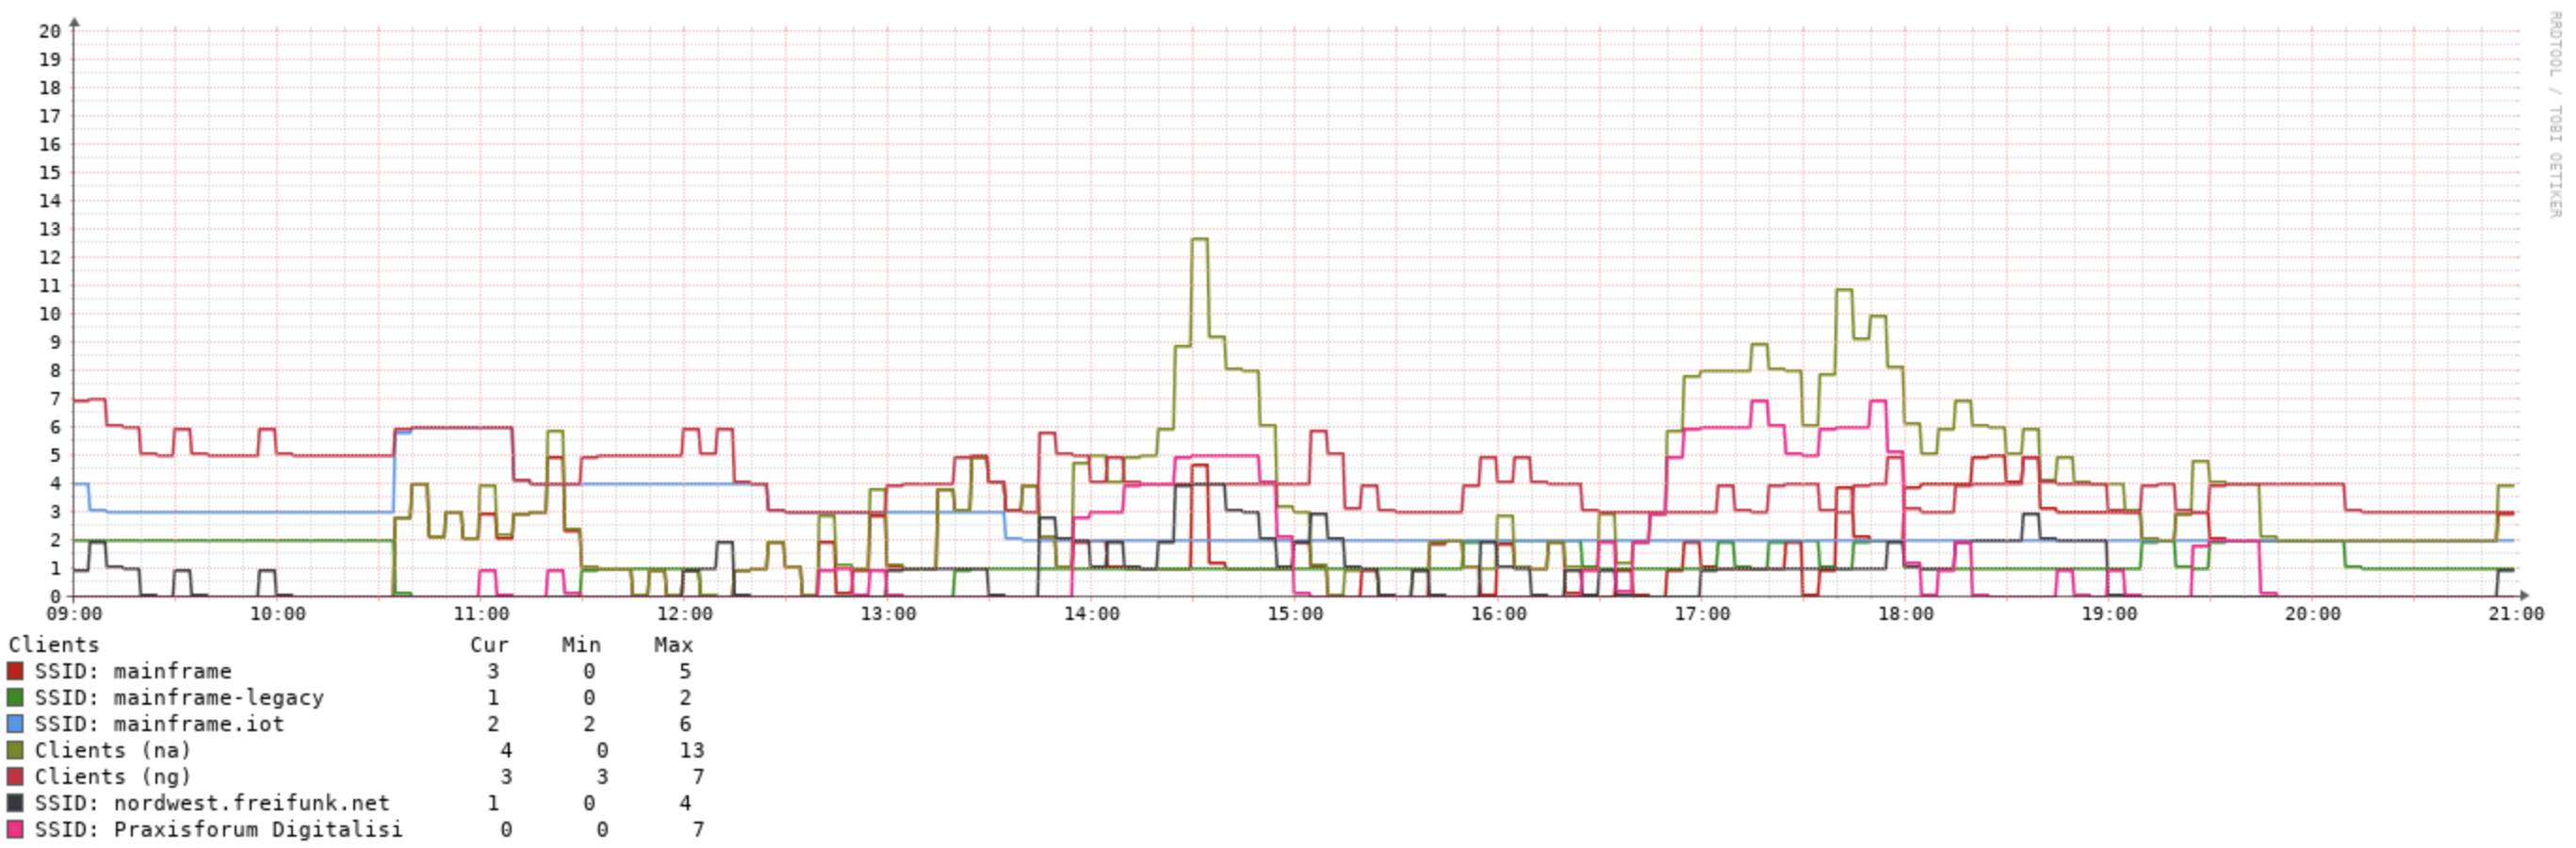 RRDTOOL / TOBI OETIKER
20
19
18
17
16
15
14
13
12
11
10
9
8
7
6
5
4
3
2
1
0
09:00 10:00 11:00 12:00 13:00 14:00 15:00 16:00 17:00 18:00 19:00 20:00 21:00
Clients Cur Min Max
SSID: mainframe 3 0 5
SSID: mainframe-legacy 1 0 2
SSID: mainframe.iot 2 2 6
Clients (na) 4 0 13
Clients (ng) 3 3 7
SSID: nordwest.freifunk.net 1 0 4
SSID: Praxisforum Digitalisi 0 0 7